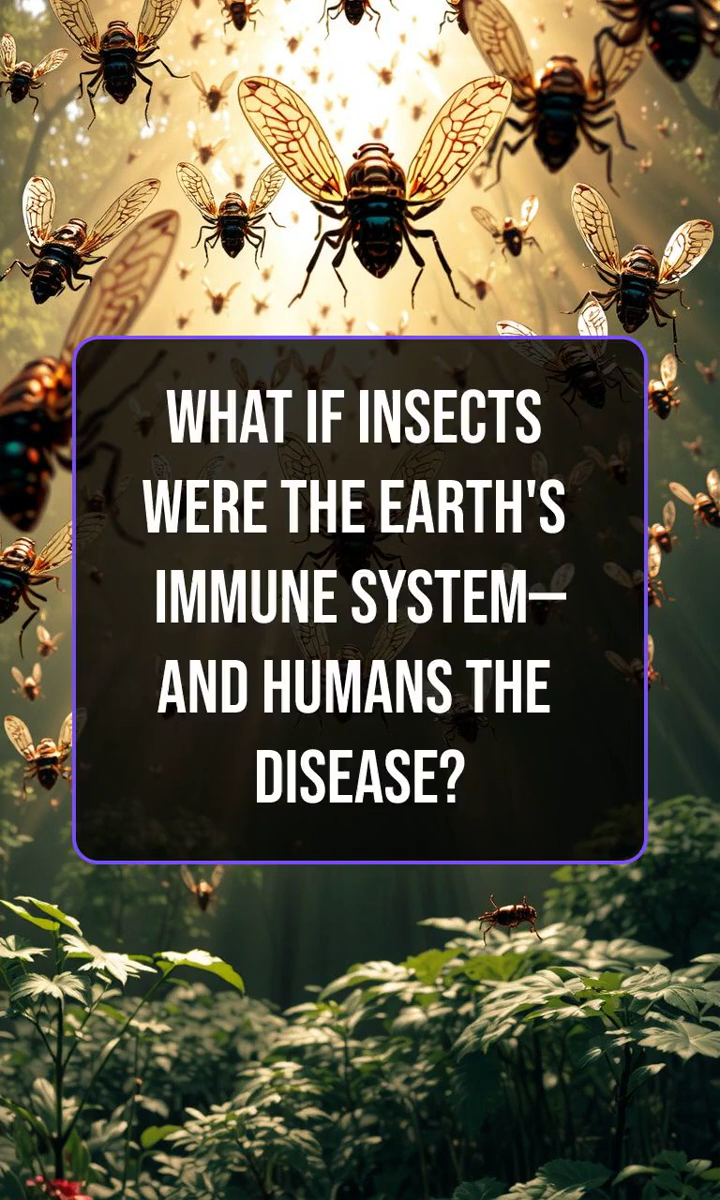 WHAT IF INSECTS
WERE THE EARTH'S
IMMUNE SYSTEM—
AND HUMANS THE
DISEASE?